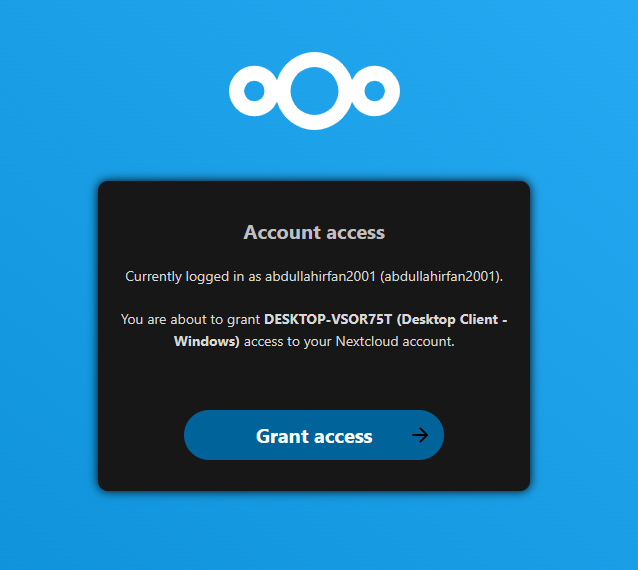 Account access
Currently logged in as abdullahirfan2001 (abdullahirfan2001).
You are about to grant DESKTOP-VSOR75T (Desktop Client -
Windows) access to your Nextcloud account.
Grant access